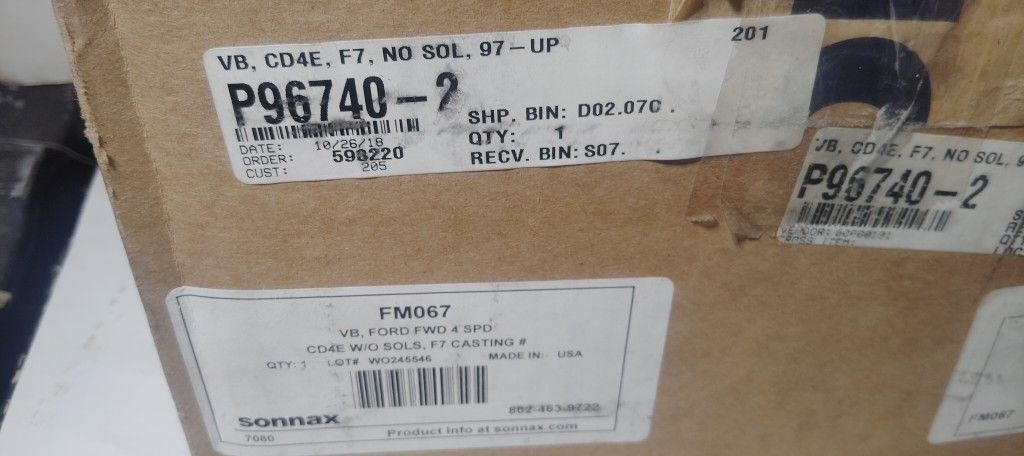 VB, CD4E, F7, NO SOL, 97-UP
201
P96740-2
SHP. BIN: D02.07C .
DATE: 10/26/18
QTY: 1
ORDER: 598220
RECV. BIN: S07. .
CUST: 205
VB, CD4E, F7, NO SOL, 9
P96740-2
FM067
VB, FORD FWD 4 SPD
CD4E W/O SOLS, F7 CASTING #
QTY: 1 LOT# WO245546 MADE IN: USA
802-463-9722
sonnax
7080
Product info at sonnax.com
FM067